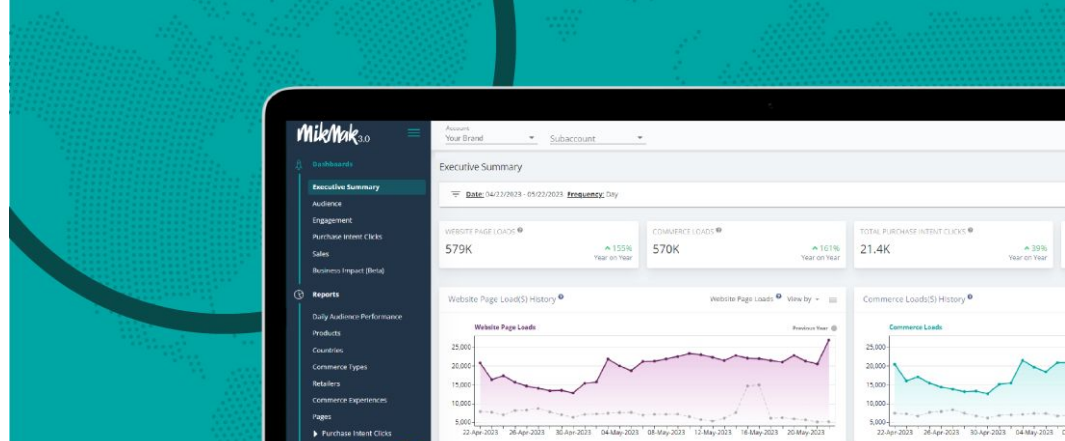 MikMak 3.0
Account
Your Brand
Subaccount
Dashboards
Executive Summary
Audience
Engagement
Purchase Intent Clicks
Sales
Business Impact (Beta)
Reports
Daily Audience Performance
Products
Countries
Commerce Types
Retailers
Commerce Experiences
Pages
Purchase Intent Clicks
Executive Summary
Date: 04/22/2023 - 05/22/2023 Frequency: Day
WEBSITE PAGE LOADS
579K
155%
Year on Year
COMMERCE LOADS
570K
161%
Year on Year
TOTAL PURCHASE INTENT CLICKS
21.4K
39%
Year on Year
Website Page Load(S) History
Website Page Loads View by
Website Page Loads
Previous Year
25,000
20,000
15,000
10,000
5,000
22-Apr-2023 26-Apr-2023 30-Apr-2023 04-May-2023 08-May-2023 12-May-2023 16-May-2023 20-May-2023
Commerce Loads(S) History
Commerce Loads
25,000
20,000
15,000
10,000
5,000
22-Apr-2023 26-Apr-2023 30-Apr-2023 04-May-2023